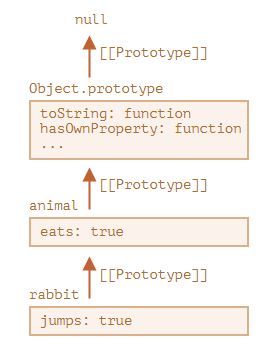 null
[[Prototype]]
Object.prototype
toString: function
hasOwnProperty: function
...
[[Prototype]]
animal
eats: true
[[Prototype]]
rabbit
jumps: true